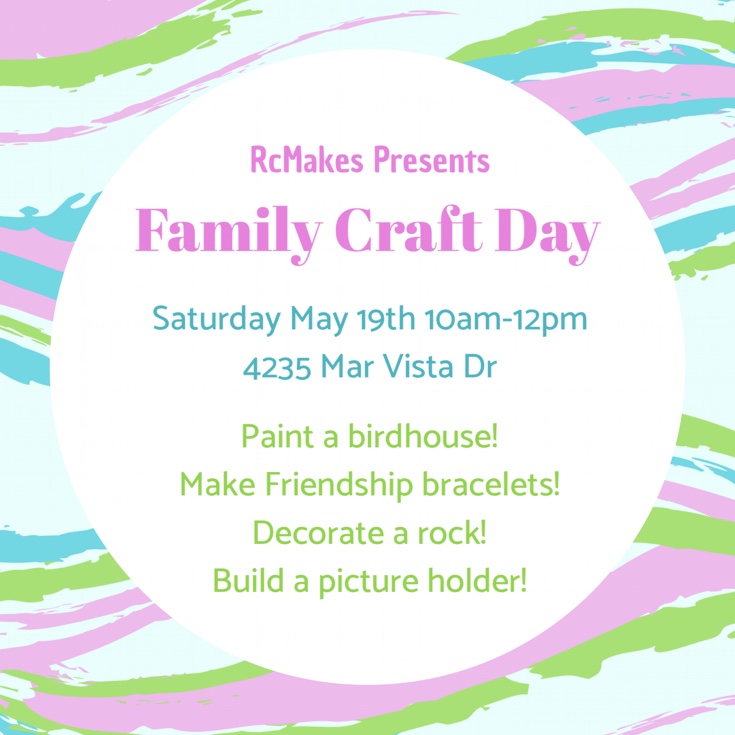 RcMakes Presents
Family Craft Day
Saturday May 19th 10am-12pm
4235 Mar Vista Dr
Paint a birdhouse!
Make Friendship bracelets!
Decorate a rock!
Build a picture holder!